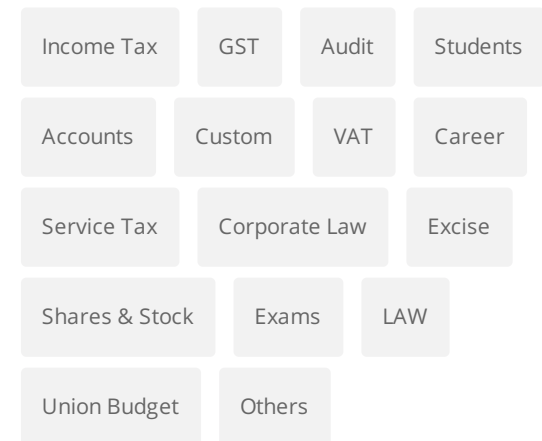 Income Tax GST Audit Students
Accounts Custom VAT Career
Service Tax Corporate Law Excise
Shares & Stock Exams LAW
Union Budget Others